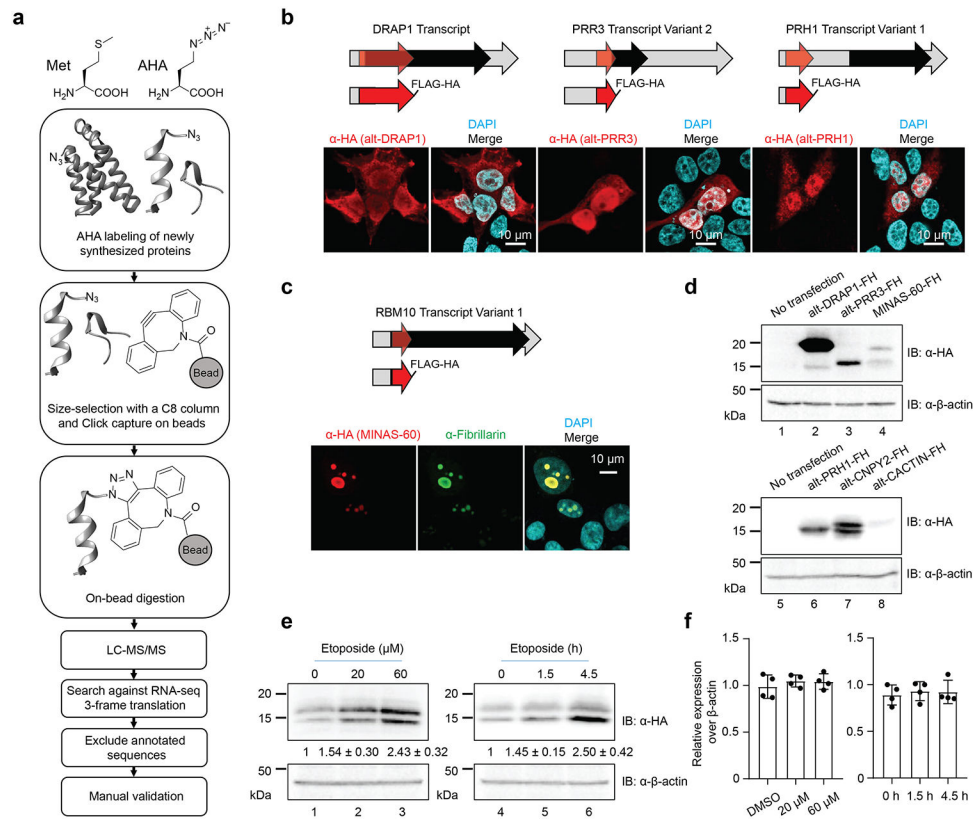 a
Met
S
H₂N
COOH
AHA
N
N
N⁻
H₂N
COOH
N₃
N₃
AHA labeling of newly
synthesized proteins
N₃
N
O
Bead
Size-selection with a C8 column
and Click capture on beads
N
N
N
N
O
Bead
On-bead digestion
LC-MS/MS
Search against RNA-seq
3-frame translation
Exclude annotated
sequences
Manual validation
b
DRAP1 Transcript
FLAG-HA
PRR3 Transcript Variant 2
FLAG-HA
PRH1 Transcript Variant 1
FLAG-HA
α-HA (alt-DRAP1)
DAPI
Merge
10 µm
α-HA (alt-PRR3)
DAPI
Merge
10 µm
α-HA (alt-PRH1)
DAPI
Merge
10 µm
c
RBM10 Transcript Variant 1
FLAG-HA
α-HA (MINAS-60)
α-Fibrillarin
DAPI
Merge
10 µm
d
No transfection
alt-DRAP1-FH
alt-PRR3-FH
MINAS-60-FH
20
15
IB: α-HA
50
kDa
IB: α-β-actin
1 2 3 4
No transfection
alt-PRH1-FH
alt-CNPY2-FH
alt-CACTIN-FH
20
15
IB: α-HA
50
kDa
IB: α-β-actin
5 6 7 8
e
Etoposide (µM)
0 20 60
20
15
1 1.54 ± 0.30 2.43 ± 0.32
50
kDa
1 2 3
Etoposide (h)
0 1.5 4.5
20
15
IB: α-HA
1 1.45 ± 0.15 2.50 ± 0.42
50
kDa
IB: α-β-actin
4 5 6
f
Relative expression
over β-actin
1.5
1.0
0.5
0
DMSO
20 µM
60 µM
1.5
1.0
0.5
0
0 h 1.5 h 4.5 h